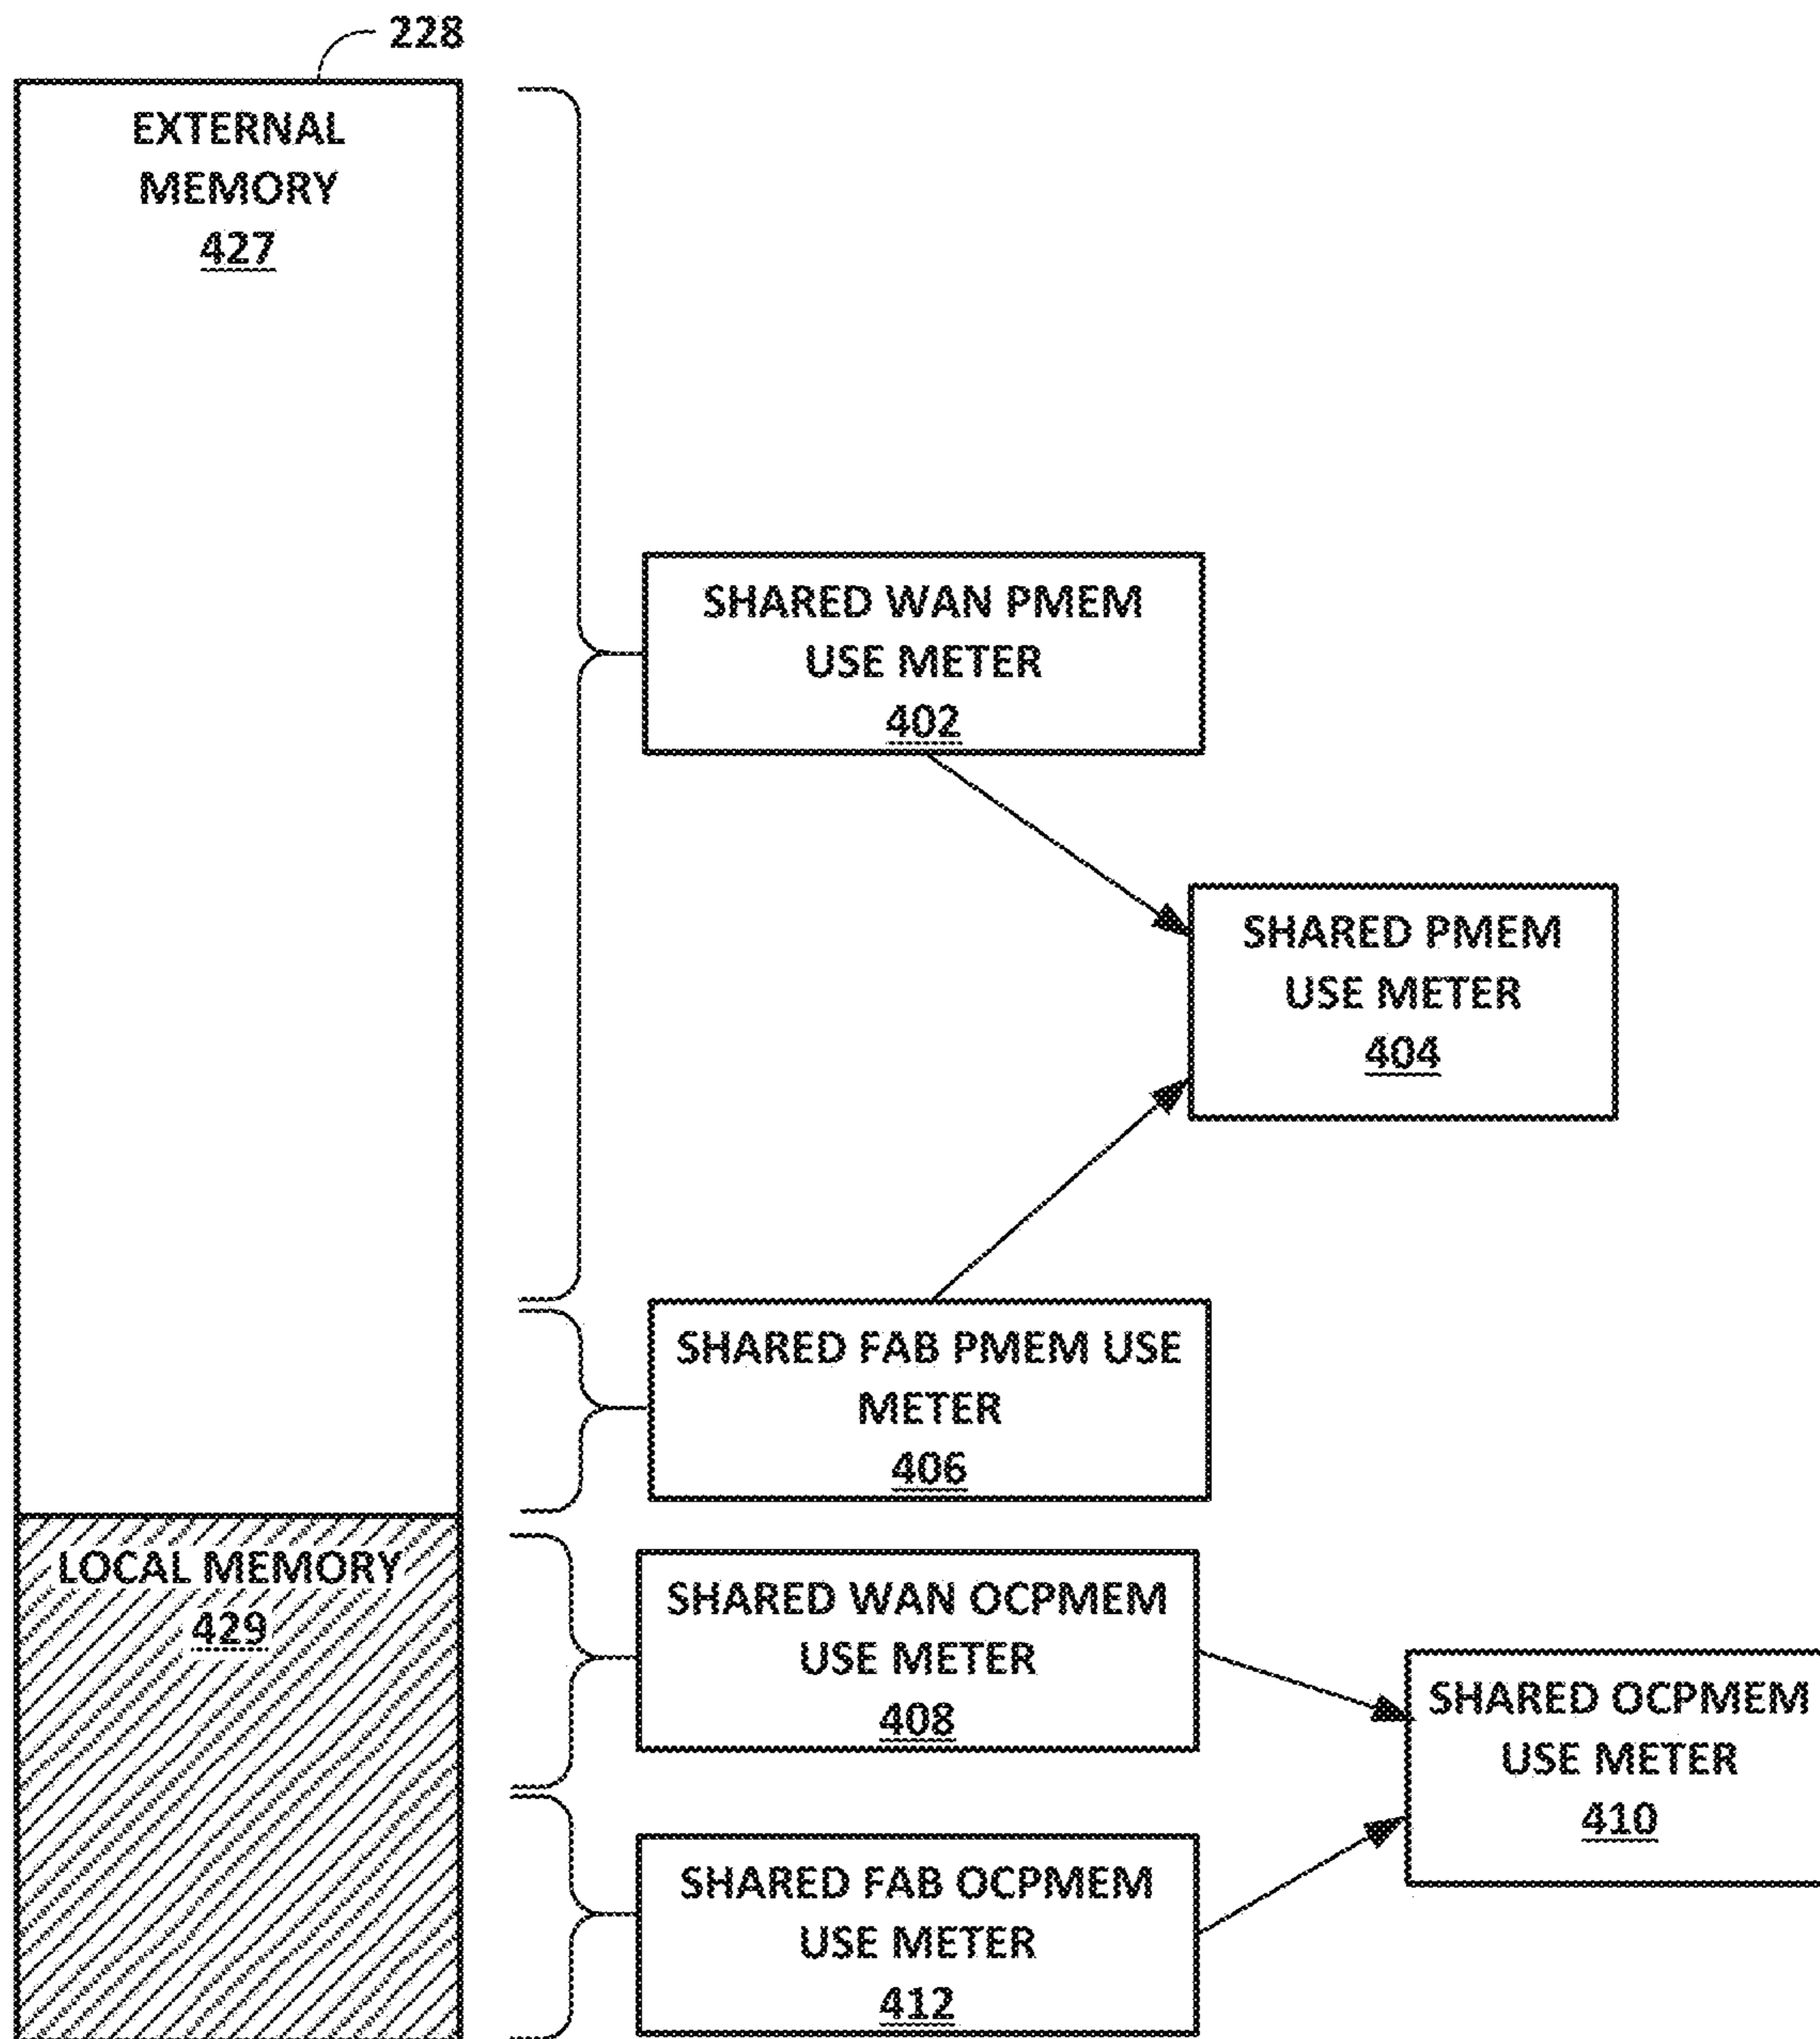 228
EXTERNAL
MEMORY
427
SHARED WAN PMEM
USE METER
402
SHARED PMEM
USE METER
404
SHARED FAB PMEM USE
METER
406
LOCAL MEMORY
429
SHARED WAN OCPMEM
USE METER
408
SHARED OCPMEM
USE METER
410
SHARED FAB OCPMEM
USE METER
412